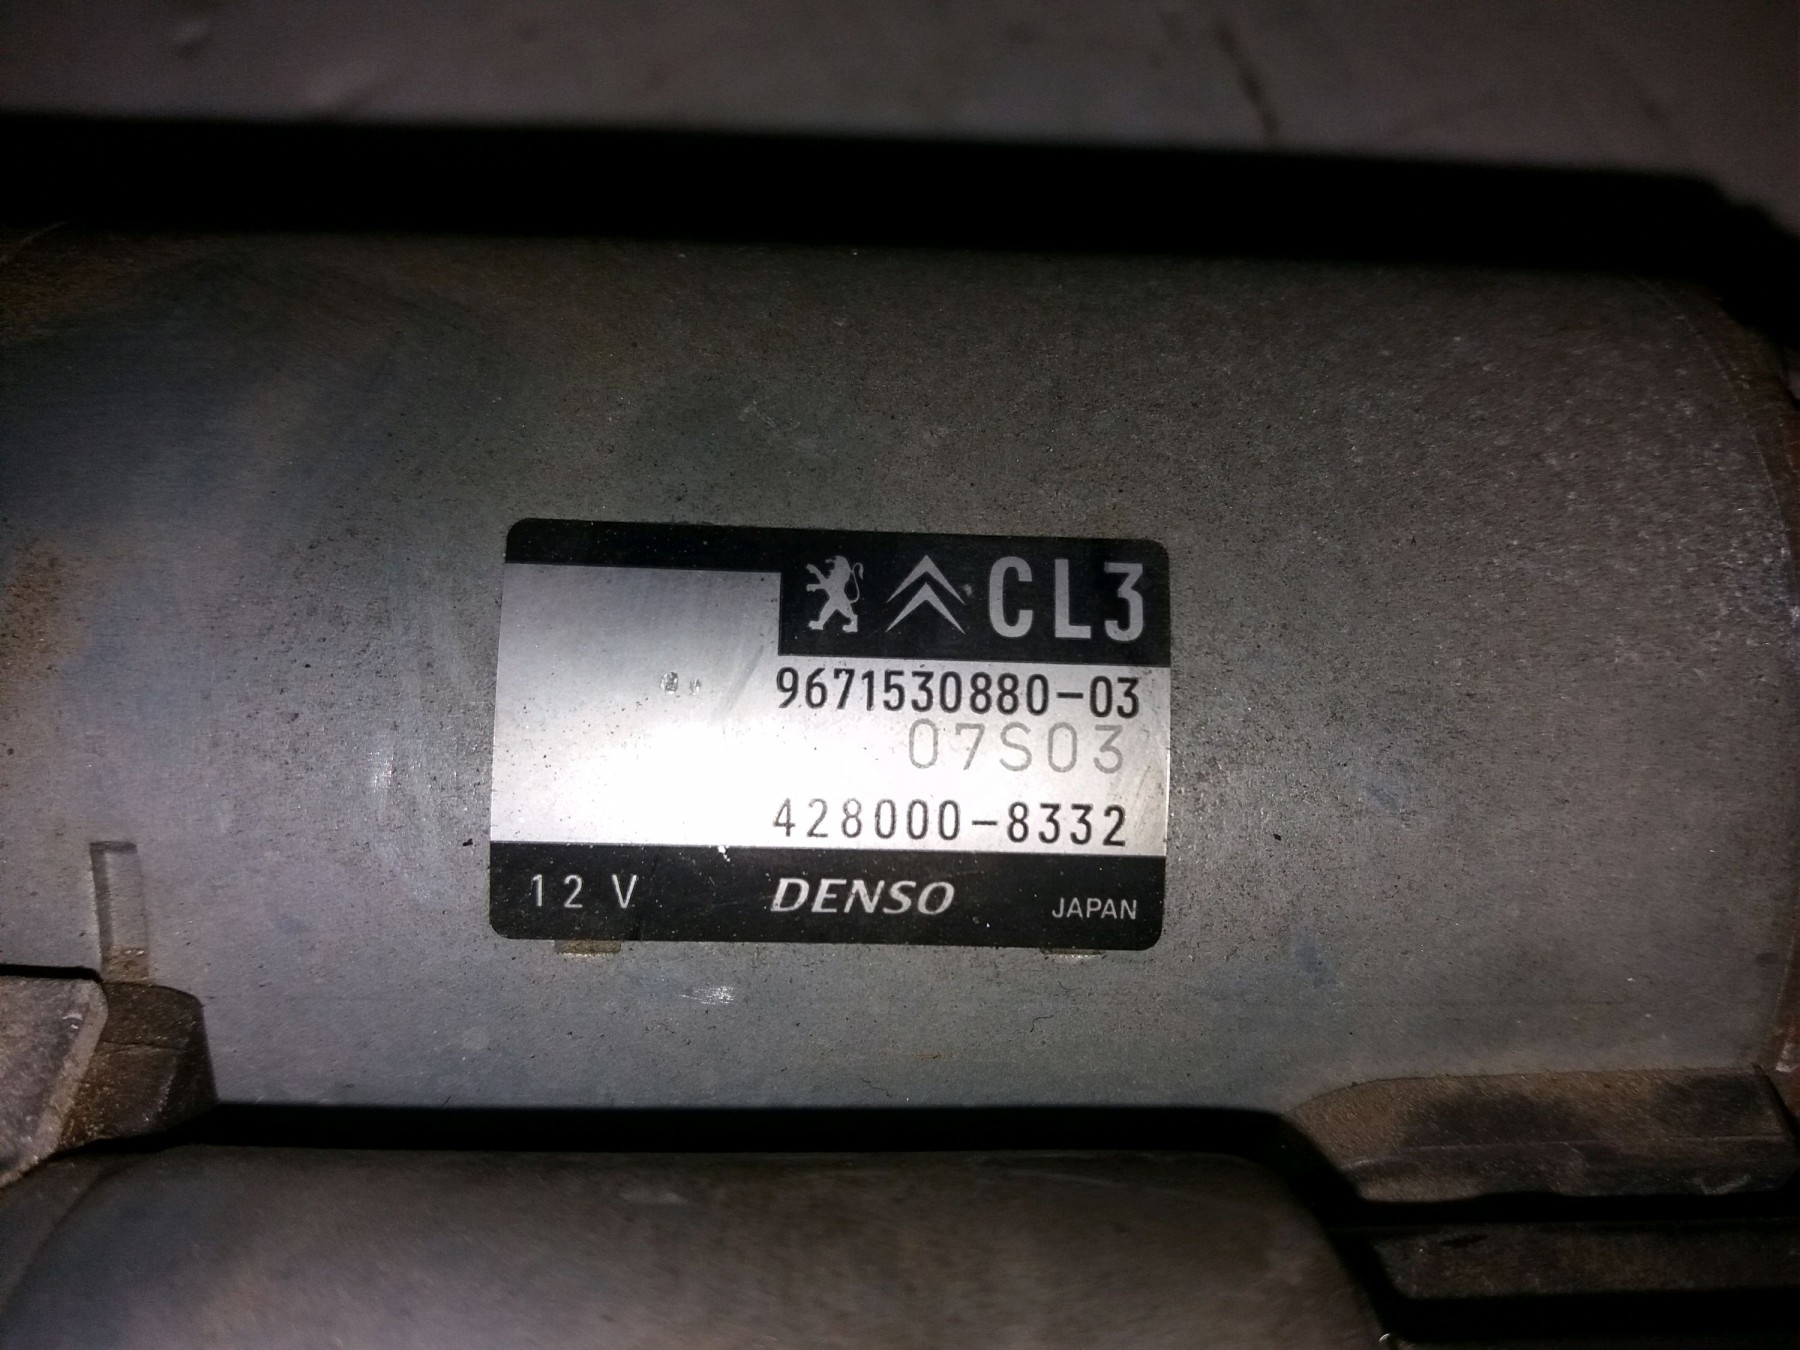 CL3
9671530880-03
07S03
428000-8332
12 V DENSO JAPAN